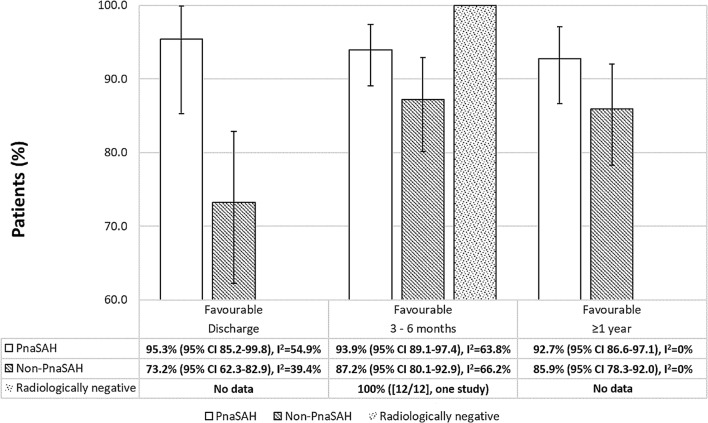 100.0
90.0
80.0
70.0
60.0
Patients (%)
Favourable Favourable Favourable
Discharge 3 - 6 months ≥1 year
PnaSAH 95.3% (95% CI 85.2-99.8), I²=54.9% 93.9% (95% CI 89.1-97.4), I²=63.8% 92.7% (95% CI 86.6-97.1), I²=0%
Non-PnaSAH 73.2% (95% CI 62.3-82.9), I²=39.4% 87.2% (95% CI 80.1-92.9), I²=66.2% 85.9% (95% CI 78.3-92.0), I²=0%
Radiologically negative No data 100% ([12/12], one study) No data
PnaSAH Non-PnaSAH Radiologically negative